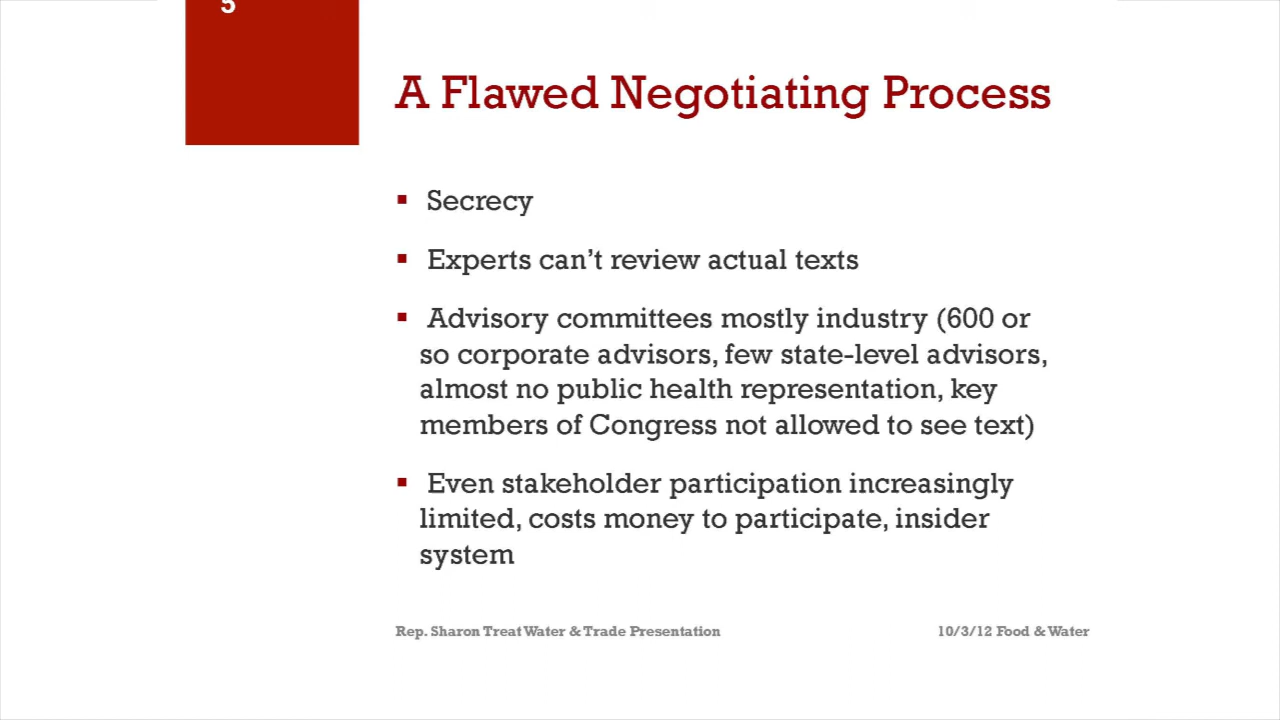 5
A Flawed Negotiating Process
▪ Secrecy
▪ Experts can’t review actual texts
▪ Advisory committees mostly industry (600 or
so corporate advisors, few state-level advisors,
almost no public health representation, key
members of Congress not allowed to see text)
▪ Even stakeholder participation increasingly
limited, costs money to participate, insider
system
Rep. Sharon Treat Water & Trade Presentation
10/3/12 Food & Water